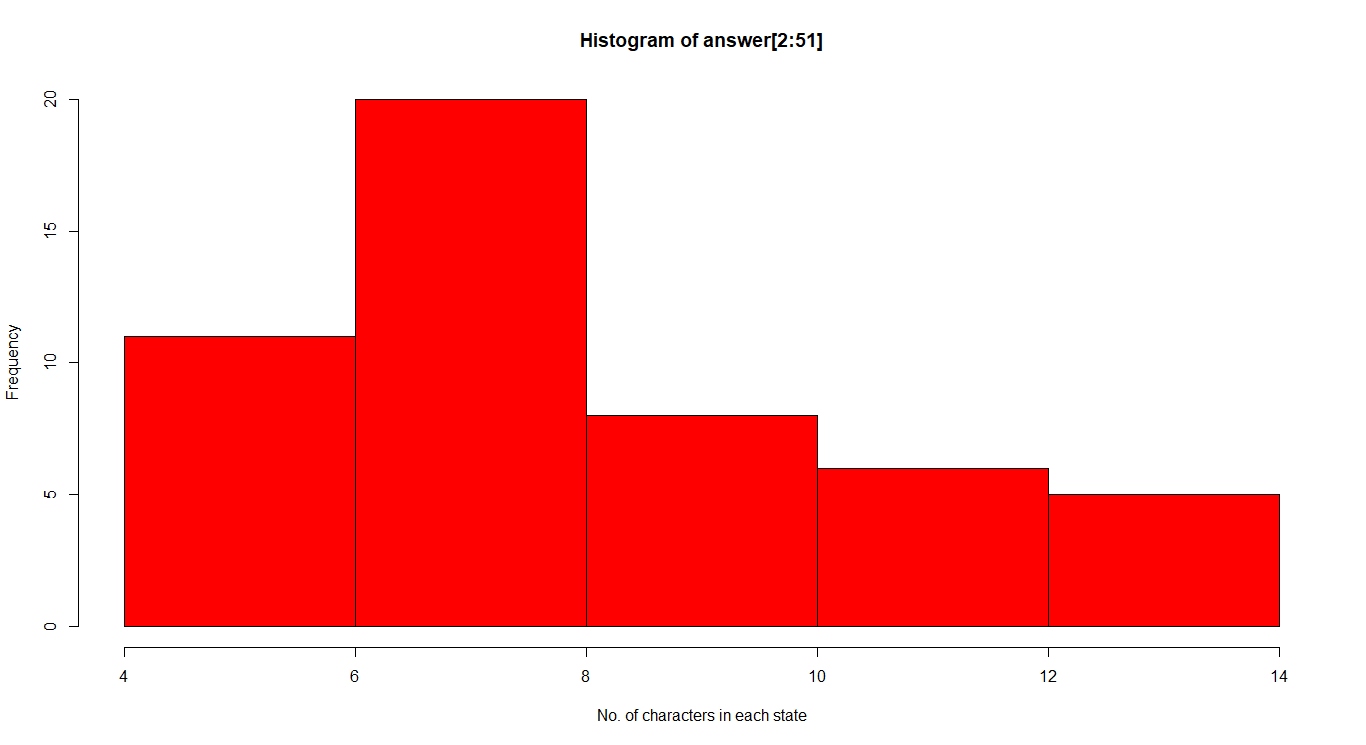 Histogram of answer[2:51]
20
15
10
5
0
Frequency
4 6 8 10 12 14
No. of characters in each state